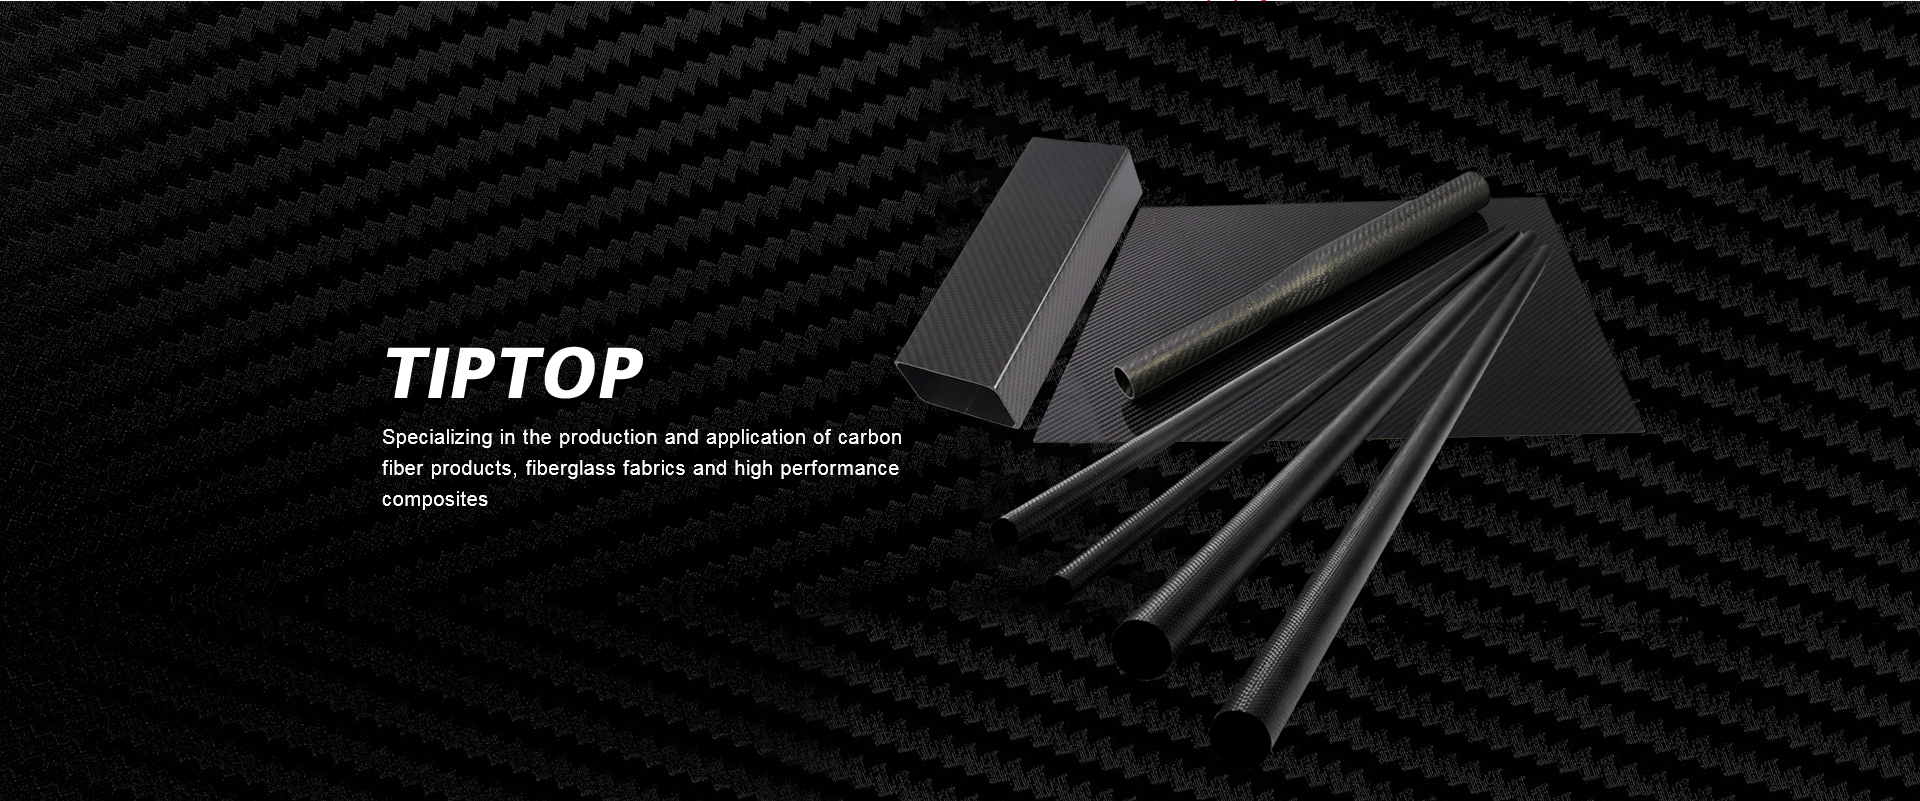 TIPTOP
Specializing in the production and application of carbon
fiber products, fiberglass fabrics and high performance
composites